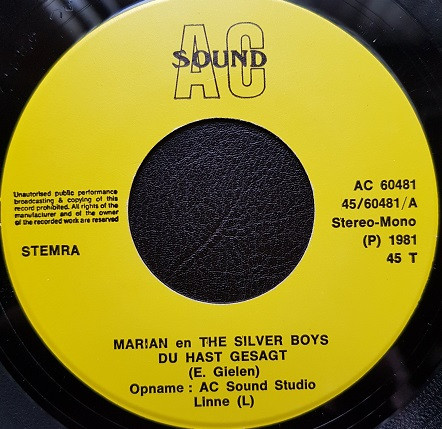 AC
SOUND
Unautorised public performance
broadcasting & copying of this
record prohibited. All rights of the
manufacturer and of the owner
of the recorded work are reserved
STEMRA
AC 60481
45/60481/A
Stereo-Mono
(P) 1981
45 T
MARIAN en THE SILVER BOYS
DU HAST GESAGT
(E. Gielen)
Opname : AC Sound Studio
Linne (L)